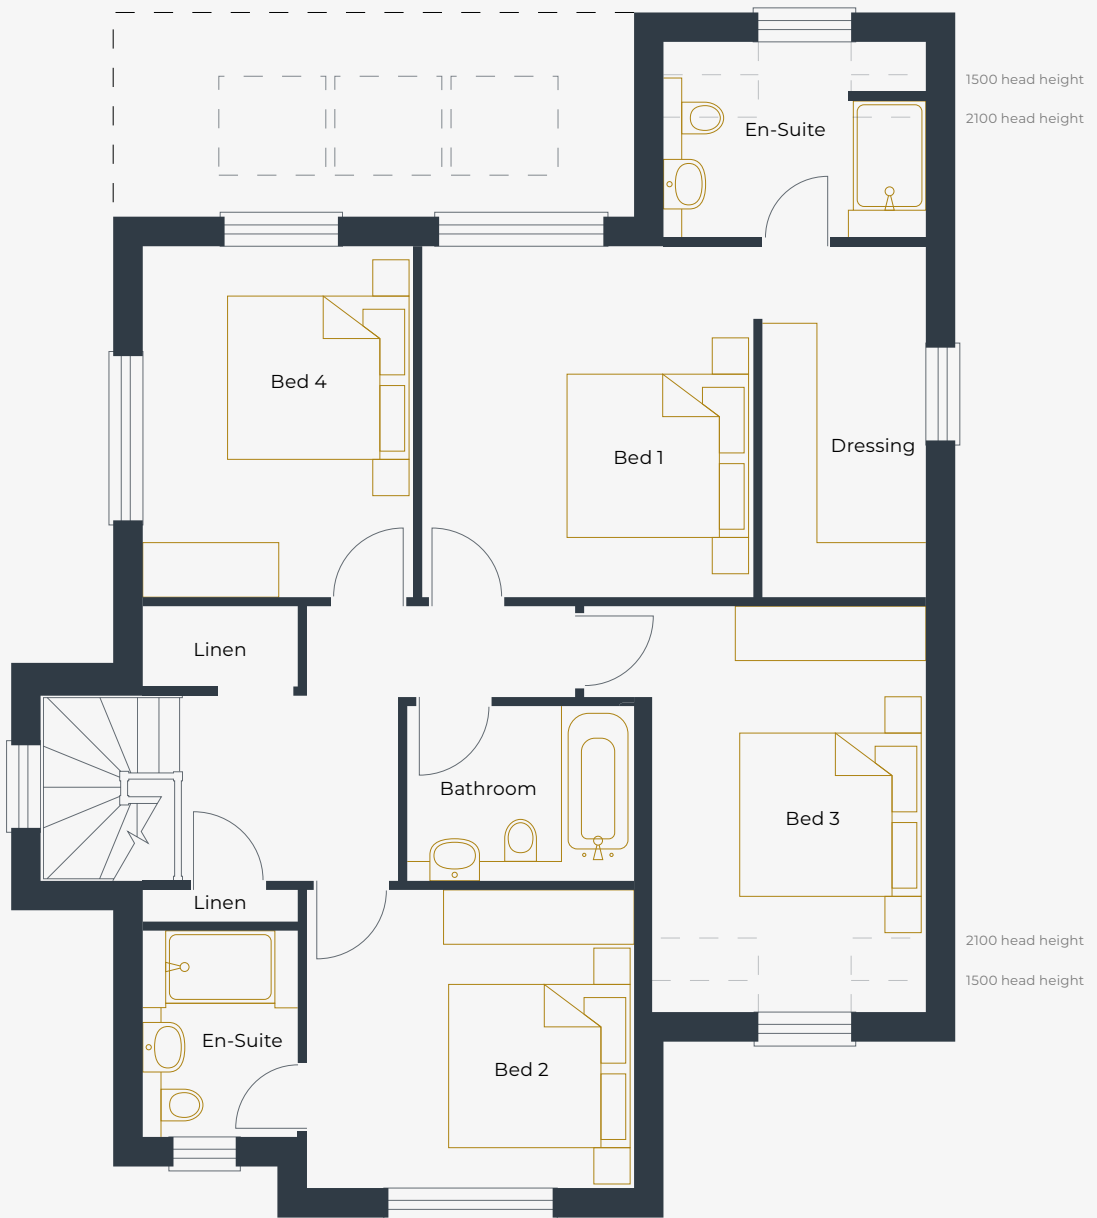 1500 head height
2100 head height
En-Suite
Bed 4
Bed 1
Dressing
Linen
Bathroom
Bed 3
Linen
2100 head height
1500 head height
En-Suite
Bed 2